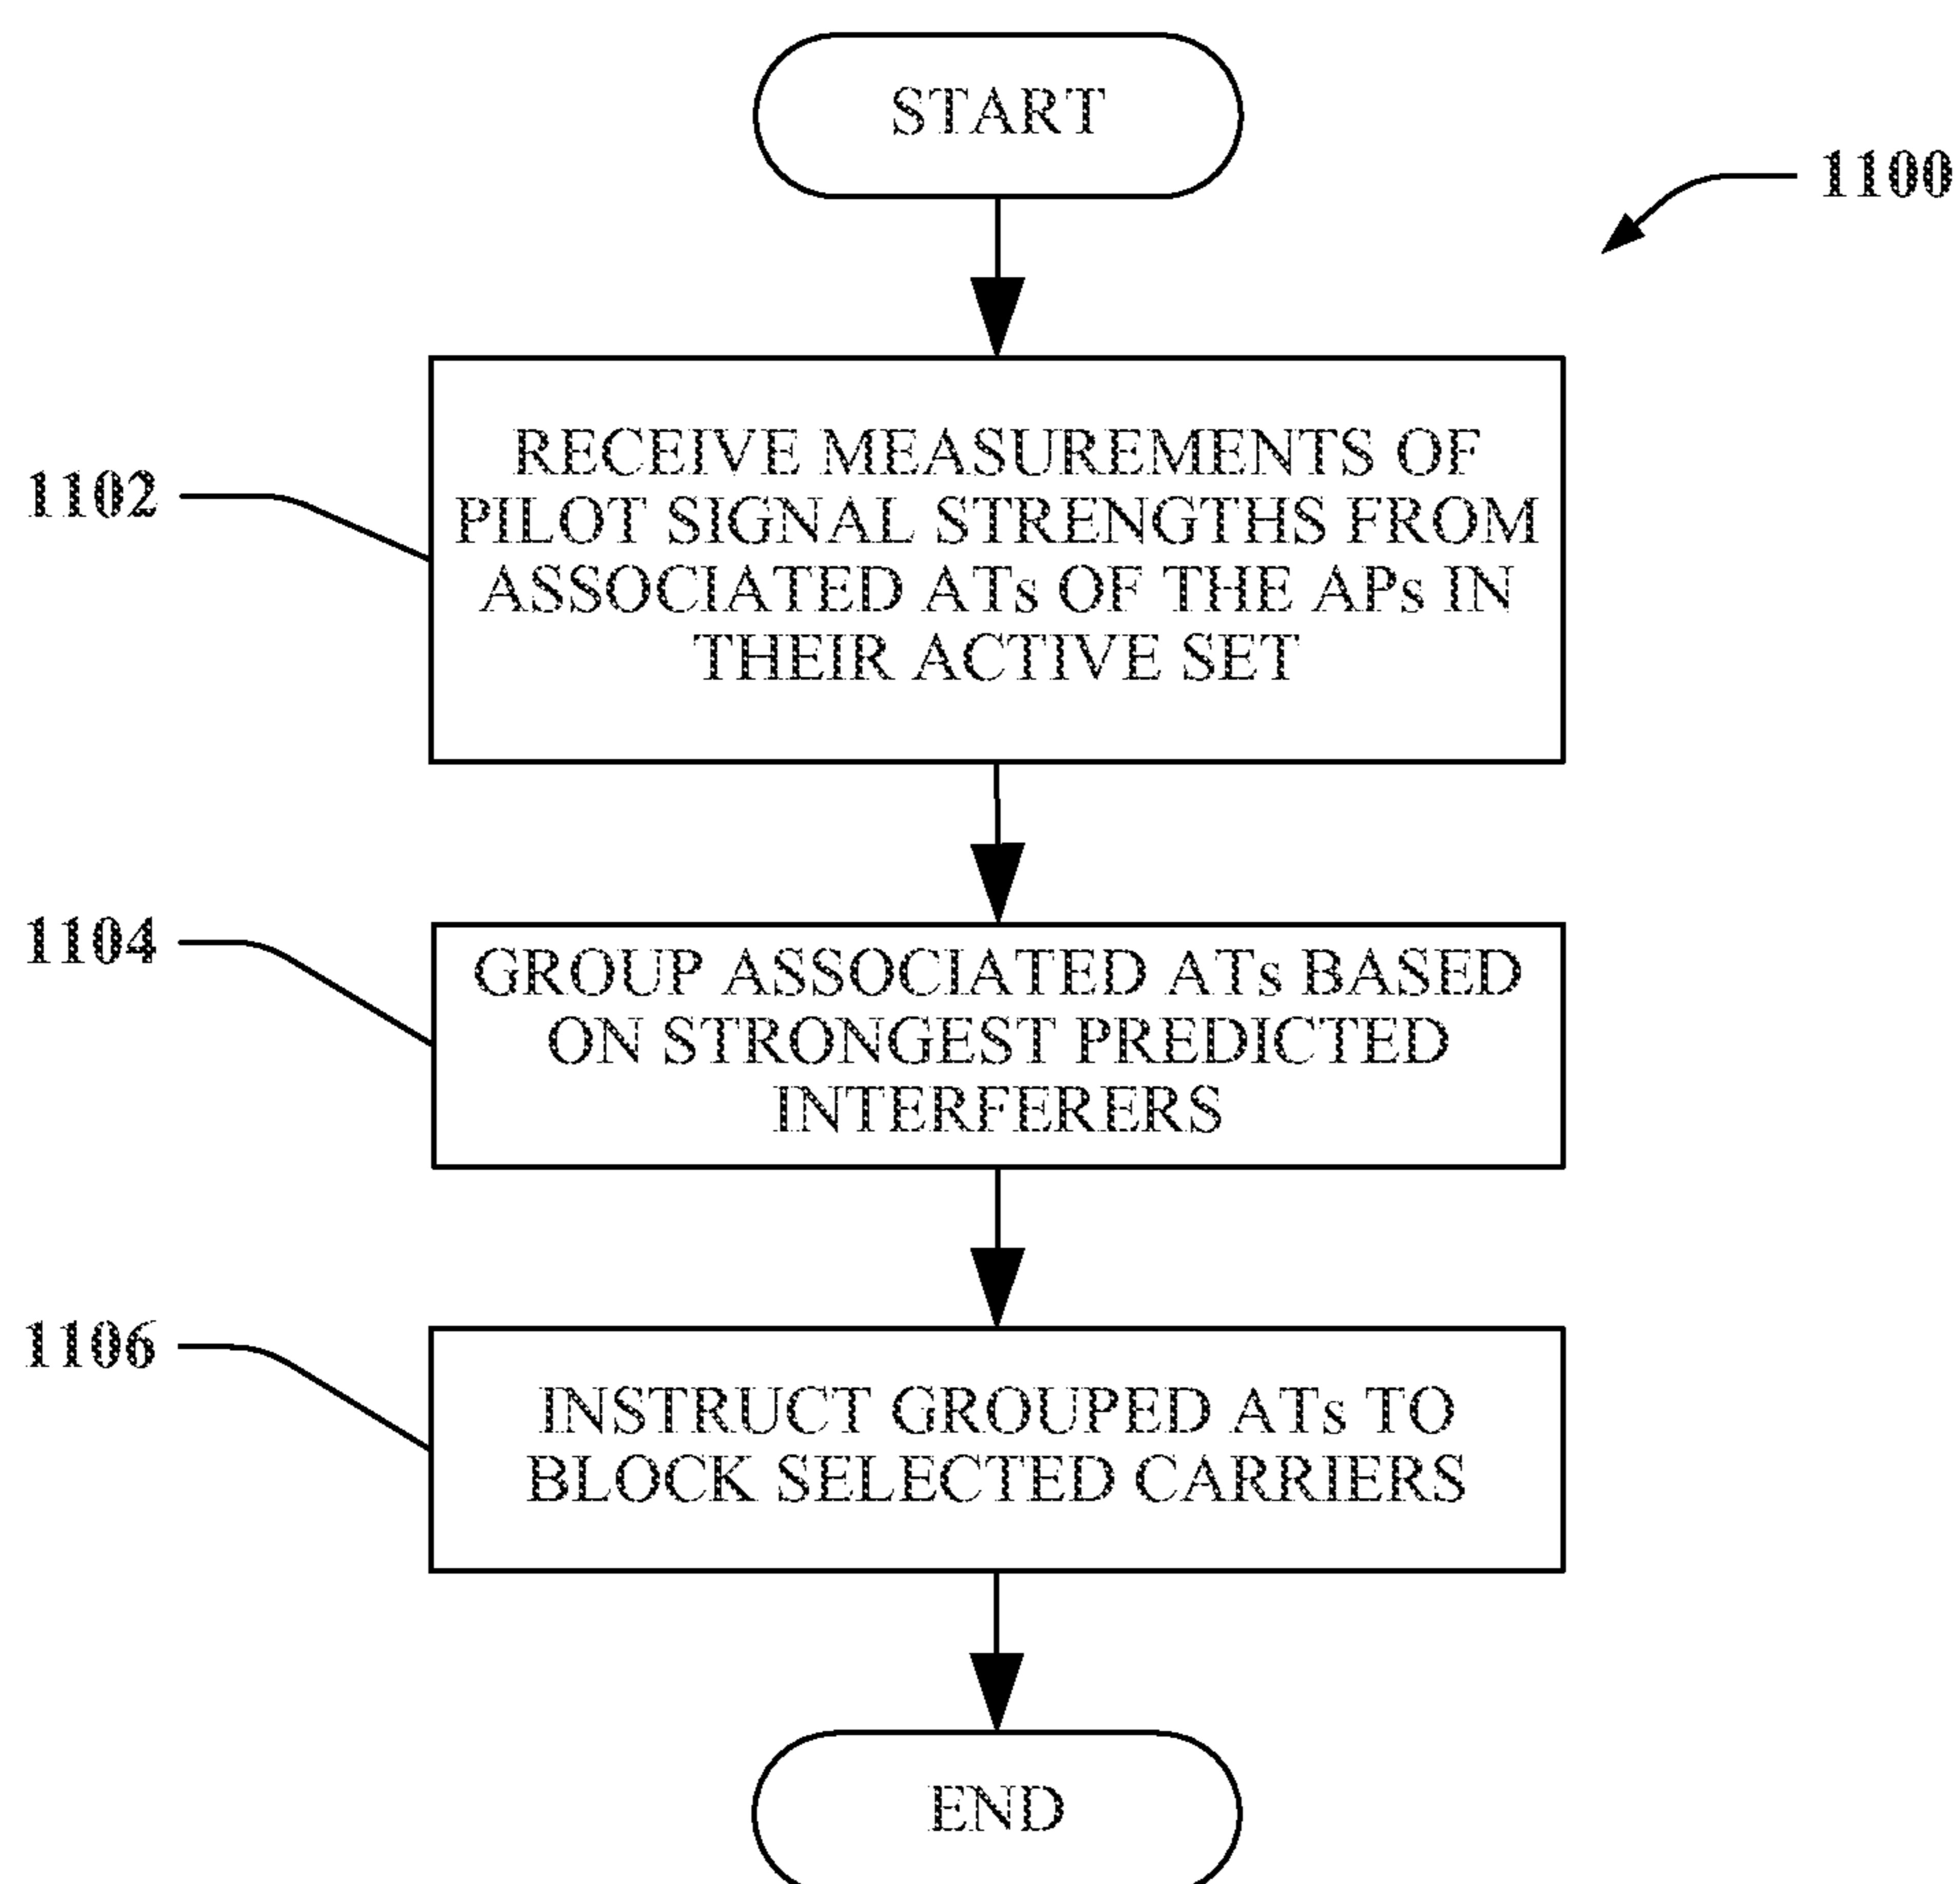 START
1100
RECEIVE MEASUREMENTS OF
PILOT SIGNAL STRENGTHS FROM
ASSOCIATED ATs OF THE APs IN
THEIR ACTIVE SET
1102
GROUP ASSOCIATED ATs BASED
ON STRONGEST PREDICTED
INTERFERERS
1104
INSTRUCT GROUPED ATs TO
BLOCK SELECTED CARRIERS
1106
END